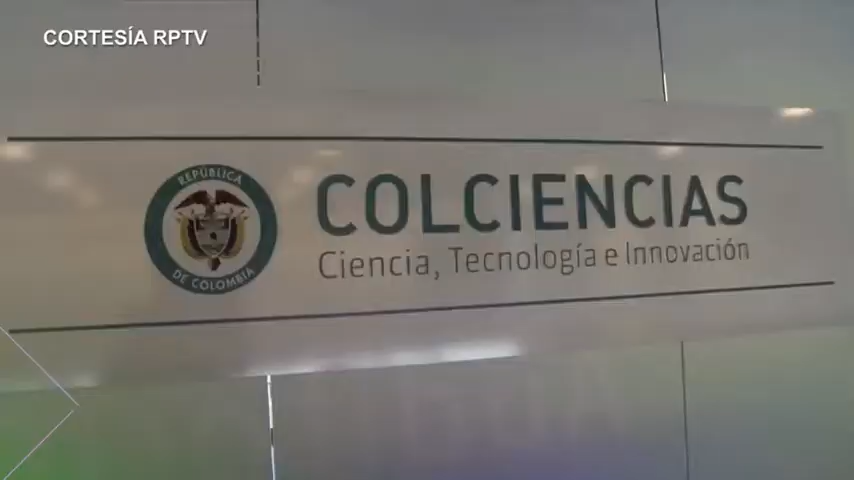 CORTESÍA RPTV
REPÚBLICA
DE COLOMBIA
COLCIENCIAS
Ciencia, Tecnología e Innovación